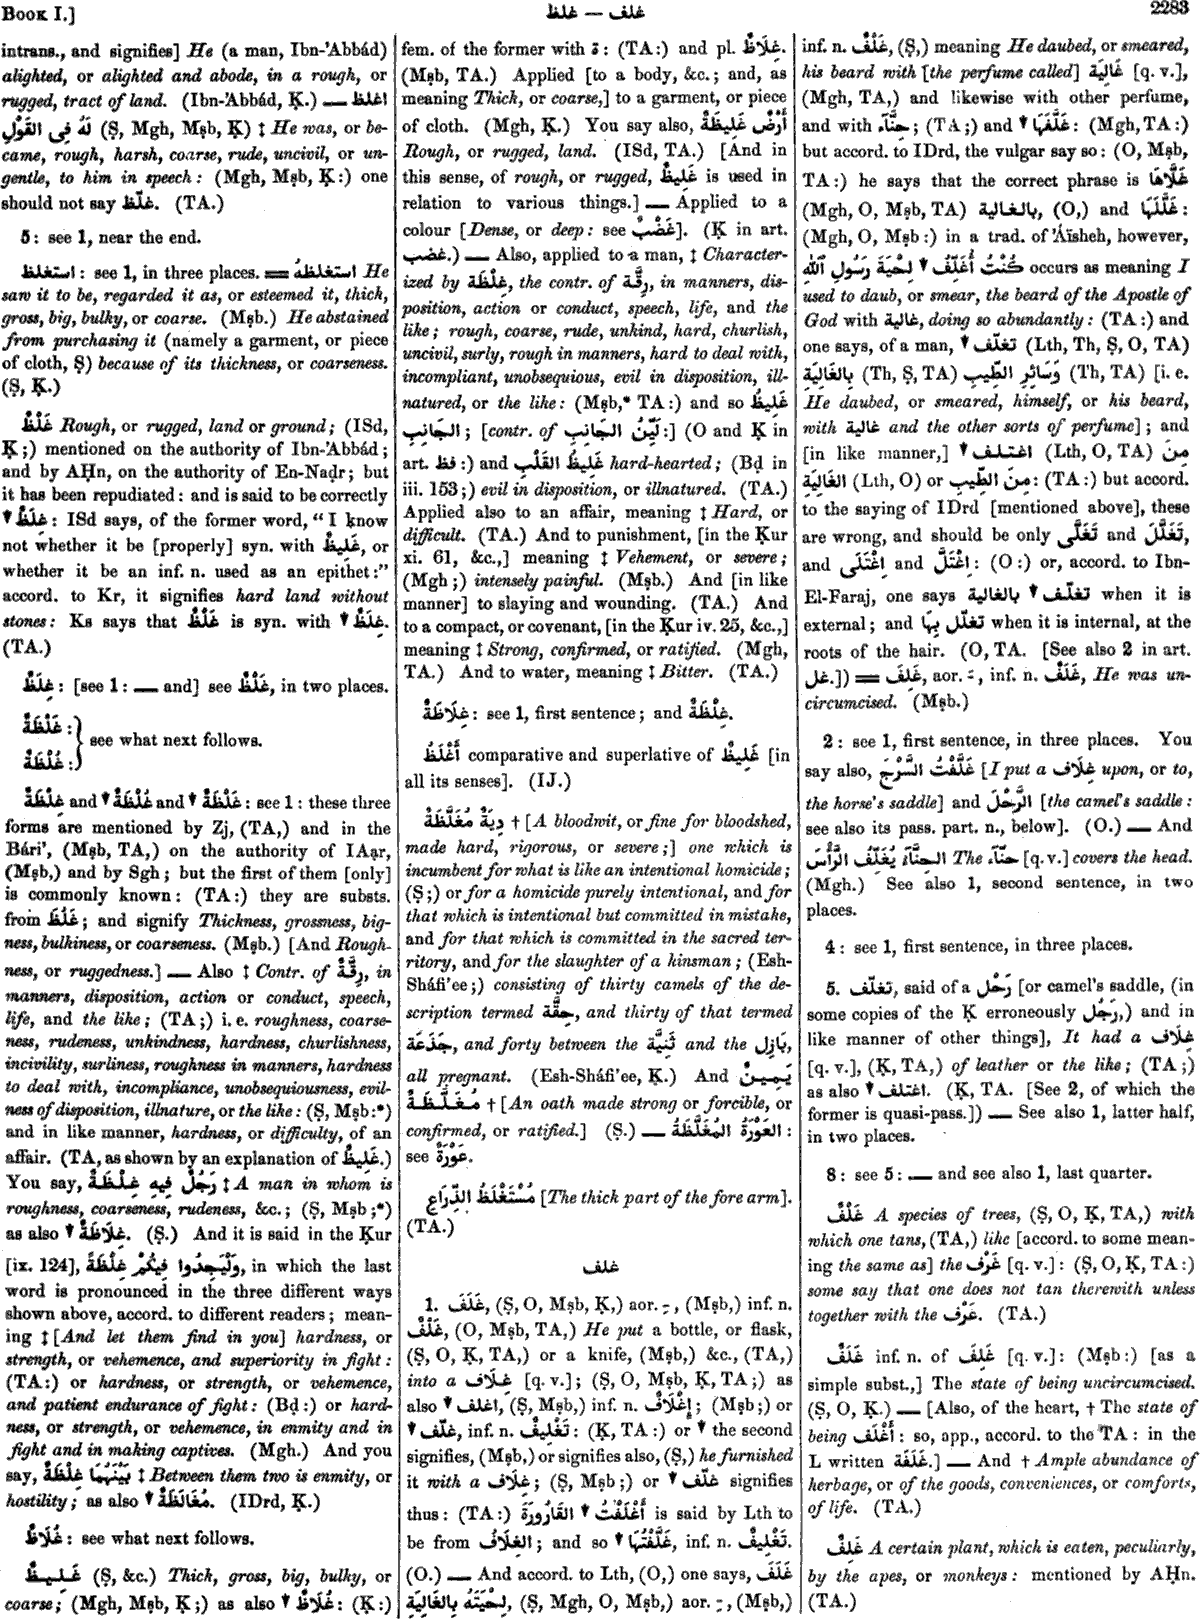 BOOK I.]
غلف — غلظ
2283
intrans., and signifies] He (a man, Ibn-'Abbád)
alighted, or alighted and abode, in a rough, or
rugged, tract of land. (Ibn-'Abbád, Ḳ.) — اغلظ
لَهُ فِى القَوْلِ (Ṣ, Mgh, Mṣb, Ḳ) ‡ He was, or be-
came, rough, harsh, coarse, rude, uncivil, or un-
gentle, to him in speech: (Mgh, Mṣb, Ḳ:) one
should not say غلّظ. (TA.)
5: see 1, near the end.
استغلظ: see 1, in three places. ═ استغلظهُ He
saw it to be, regarded it as, or esteemed it, thick,
gross, big, bulky, or coarse. (Mṣb.) He abstained
from purchasing it (namely a garment, or piece
of cloth, Ṣ) because of its thickness, or coarseness.
(Ṣ, Ḳ.)
غَلْظٌ Rough, or rugged, land or ground; (ISd,
Ḳ;) mentioned on the authority of Ibn-'Abbád;
and by AḤn, on the authority of En-Naḍr; but
it has been repudiated: and is said to be correctly
▼ غِلَظٌ: ISd says, of the former word, “I know
not whether it be [properly] syn. with غَلِيظٌ, or
whether it be an inf. n. used as an epithet:”
accord. to Kr, it signifies hard land without
stones: Ks says that غَلْظٌ is syn. with ▼ غِلَظٌ.
(TA.)
غِلَظٌ: [see 1: — and] see غَلْظٌ, in two places.
غَلْظَةٌ:
غُلْظَةٌ:
} see what next follows.
غِلْظَةٌ and ▼ غُلْظَةٌ and ▼ غَلْظَةٌ: see 1: these three
forms are mentioned by Zj, (TA,) and in the
Bári', (Mṣb, TA,) on the authority of IAạr,
(Mṣb,) and by Sgh; but the first of them [only]
is commonly known: (TA:) they are substs.
from غَلُظَ; and signify Thickness, grossness, big-
ness, bulkiness, or coarseness. (Mṣb.) [And Rough-
ness, or ruggedness.] — Also ‡ Contr. of رِقَّةٌ, in
manners, disposition, action or conduct, speech,
life, and the like; (TA;) i. e. roughness, coarse-
ness, rudeness, unkindness, hardness, churlishness,
incivility, surliness, roughness in manners, hardness
to deal with, incompliance, unobsequiousness, evil-
ness of disposition, illnature, or the like: (Ṣ, Mṣb:*)
and in like manner, hardness, or difficulty, of an
affair. (TA, as shown by an explanation of غَلِيظٌ.)
You say, رَجُلٌ فِيهِ غِلْظَةٌ ‡ A man in whom is
roughness, coarseness, rudeness, &c.; (Ṣ, Mṣb;*)
as also ▼ غِلَاظَةٌ. (Ṣ.) And it is said in the Ḳur
[ix. 124], وَلْيَجِدُوا فِيكُمْ غِلْظَةً, in which the last
word is pronounced in the three different ways
shown above, accord. to different readers; mean-
ing ‡ [And let them find in you] hardness, or
strength, or vehemence, and superiority in fight:
(TA:) or hardness, or strength, or vehemence,
and patient endurance of fight: (Bḍ:) or hard-
ness, or strength, or vehemence, in enmity and in
fight and in making captives. (Mgh.) And you
say, بَيْنَهُمَا غِلْظَةٌ ‡ Between them two is enmity, or
hostility; as also ▼ مُغَالَظَةٌ. (IDrd, Ḳ.)
غُلَاظٌ: see what next follows.
غَلِيظٌ (Ṣ, &c.) Thick, gross, big, bulky, or
coarse; (Mgh, Mṣb, Ḳ;) as also ▼ غُلَاظٌ: (Ḳ:)
fem. of the former with ة: (TA:) and pl. غِلَاظٌ.
(Mṣb, TA.) Applied [to a body, &c.; and, as
meaning Thick, or coarse,] to a garment, or piece
of cloth. (Mgh, Ḳ.) You say also, أَرْضٌ غَلِيظَةٌ
Rough, or rugged, land. (ISd, TA.) [And in
this sense, of rough, or rugged, غَلِيظٌ is used in
relation to various things.] — Applied to a
colour [Dense, or deep: see غَضْبٌ]. (Ḳ in art.
غضب.) — Also, applied to a man, ‡ Character-
ized by غِلْظَةٌ, the contr. of رِقَّةٌ, in manners, dis-
position, action or conduct, speech, life, and the
like; rough, coarse, rude, unkind, hard, churlish,
uncivil, surly, rough in manners, hard to deal with,
incompliant, unobsequious, evil in disposition, ill-
natured, or the like: (Mṣb,* TA:) and so غَلِيظُ
الجَانِبِ; [contr. of لَيِّنُ الجَانِبِ:] (O and Ḳ in
art. فظ:) and غَلِيظُ القَلْبِ hard-hearted; (Bḍ in
iii. 153;) evil in disposition, or illnatured. (TA.)
Applied also to an affair, meaning ‡ Hard, or
difficult. (TA.) And to punishment, [in the Ḳur
xi. 61, &c.,] meaning ‡ Vehement, or severe;
(Mgh;) intensely painful. (Mṣb.) And [in like
manner] to slaying and wounding. (TA.) And
to a compact, or covenant, [in the Ḳur iv. 25, &c.,]
meaning ‡ Strong, confirmed, or ratified. (Mgh,
TA.) And to water, meaning ‡ Bitter. (TA.)
غِلَاظَةٌ: see 1, first sentence; and غِلْظَةٌ.
أَغْلَظُ comparative and superlative of غَلِيظٌ [in
all its senses]. (IJ.)
دِيَةٌ مُغَلَّظَةٌ † [A bloodwit, or fine for bloodshed,
made hard, rigorous, or severe;] one which is
incumbent for what is like an intentional homicide;
(Ṣ;) or for a homicide purely intentional, and for
that which is intentional but committed in mistake,
and for that which is committed in the sacred ter-
ritory, and for the slaughter of a kinsman; (Esh-
Sháfi'ee;) consisting of thirty camels of the de-
scription termed حِقَّة, and thirty of that termed
جَذَعَة, and forty between the ثَنِيَّة and the بَازِل,
all pregnant. (Esh-Sháfi'ee, Ḳ.) And يَمِينٌ
مُغَلَّظَةٌ † [An oath made strong or forcible, or
confirmed, or ratified.] (Ṣ.) — العَوْرَةُ المُغَلَّظَةُ:
see عَوْرَةٌ.
مُسْتَغْلَظُ الذِّرَاعِ [The thick part of the fore arm].
(TA.)
غلف
1. غَلَفَ, (Ṣ, O, Mṣb, Ḳ,) aor. ـِ, (Mṣb,) inf. n.
غَلْفٌ, (O, Mṣb, TA,) He put a bottle, or flask,
(Ṣ, O, Ḳ, TA,) or a knife, (Mṣb,) &c., (TA,)
into a غِلَاف [q. v.]; (Ṣ, O, Mṣb, Ḳ, TA;) as
also ▼ اغلف, (Ṣ, Mṣb,) inf. n. إِغْلَافٌ; (Mṣb;) or
▼ غلّف, inf. n. تَغْلِيفٌ: (Ḳ, TA:) or ▼ the second
signifies, (Mṣb,) or signifies also, (Ṣ,) he furnished
it with a غِلَاف; (Ṣ, Mṣb;) or ▼ غلّف signifies
thus: (TA:) أَغْلَفْتُ ▼ القَارُورَةَ is said by Lth to
be from الغِلَافُ; and so ▼ غَلَّفْتُهَا, inf. n. تَغْلِيفٌ.
(O.) — And accord. to Lth, (O,) one says, غَلَفَ
لِحْيَتَهُ بِالغَالِيَةِ, (Ṣ, Mgh, O, Mṣb,) aor. ـِ, (Mṣb,)
inf. n. غَلْفٌ, (Ṣ,) meaning He daubed, or smeared,
his beard with [the perfume called] غَالِيَة [q. v.],
(Mgh, TA,) and likewise with other perfume,
and with حِنَّآء; (TA;) and ▼ غَلَّفَهَا: (Mgh, TA:)
but accord. to IDrd, the vulgar say so: (O, Mṣb,
TA:) he says that the correct phrase is غَلَّاهَا
(Mgh, O, Mṣb, TA) بالغالية, (O,) and غَلَّلَهَا:
(Mgh, O, Mṣb:) in a trad. of 'Áïsheh, however,
كُنْتُ أُغَلِّفُ ▼ لِحْيَةَ رَسُولِ ٱللّٰهِ occurs as meaning I
used to daub, or smear, the beard of the Apostle of
God with غالية, doing so abundantly: (TA:) and
one says, of a man, ▼ تغلّف (Lth, Th, Ṣ, O, TA)
بِالغَالِيَةِ (Th, Ṣ, TA) وَسَائِرِ الطِّيبِ (Th, TA) [i. e.
He daubed, or smeared, himself, or his beard,
with غالية and the other sorts of perfume]; and
[in like manner,] ▼ اغتلف (Lth, O, TA) مِنَ
الغَالِيَةِ (Lth, O) or مِنَ الطِّيبِ: (TA:) but accord.
to the saying of IDrd [mentioned above], these
are wrong, and should be only تَغَلَّى and تَغَلَّلَ,
and اِغْتَلَى and اِغْتَلَّ: (O:) or, accord. to Ibn-
El-Faraj, one says ▼ تغلّف بالغالية when it is
external; and تغلّل بِهَا when it is internal, at the
roots of the hair. (O, TA. [See also 2 in art.
غل.]) ═ غَلِفَ, aor. ـَ, inf. n. غَلَفٌ, He was un-
circumcised. (Mṣb.)
2: see 1, first sentence, in three places. You
say also, غَلَّفْتُ السَّرْجَ [I put a غِلَاف upon, or to,
the horse's saddle] and الرَّحْلَ [the camel's saddle:
see also its pass. part. n., below]. (O.) — And
الحِنَّآءُ يُغَلِّفُ الرَّأْسَ The حنّآء [q. v.] covers the head.
(Mgh.) See also 1, second sentence, in two
places.
4: see 1, first sentence, in three places.
5. تغلّف, said of a رَحْل [or camel's saddle, (in
some copies of the Ḳ erroneously رَجُل,) and in
like manner of other things], It had a غِلَاف
[q. v.], (Ḳ, TA,) of leather or the like; (TA;)
as also ▼ اغتلف. (Ḳ, TA. [See 2, of which the
former is quasi-pass.]) — See also 1, latter half,
in two places.
8: see 5: — and see also 1, last quarter.
غَلْفٌ A species of trees, (Ṣ, O, Ḳ, TA,) with
which one tans, (TA,) like [accord. to some mean-
ing the same as] the غَرْف [q. v.]: (Ṣ, O, Ḳ, TA:)
some say that one does not tan therewith unless
together with the غَرْف. (TA.)
غَلَفٌ inf. n. of غَلِفَ [q. v.]: (Mṣb:) [as a
simple subst.,] The state of being uncircumcised.
(Ṣ, O, Ḳ.) — [Also, of the heart, † The state of
being أَغْلَف: so, app., accord. to the TA: in the
L written غَلَفَة.] — And † Ample abundance of
herbage, or of the goods, conveniences, or comforts,
of life. (TA.)
غَلِفٌ A certain plant, which is eaten, peculiarly,
by the apes, or monkeys: mentioned by AḤn.
(TA.)